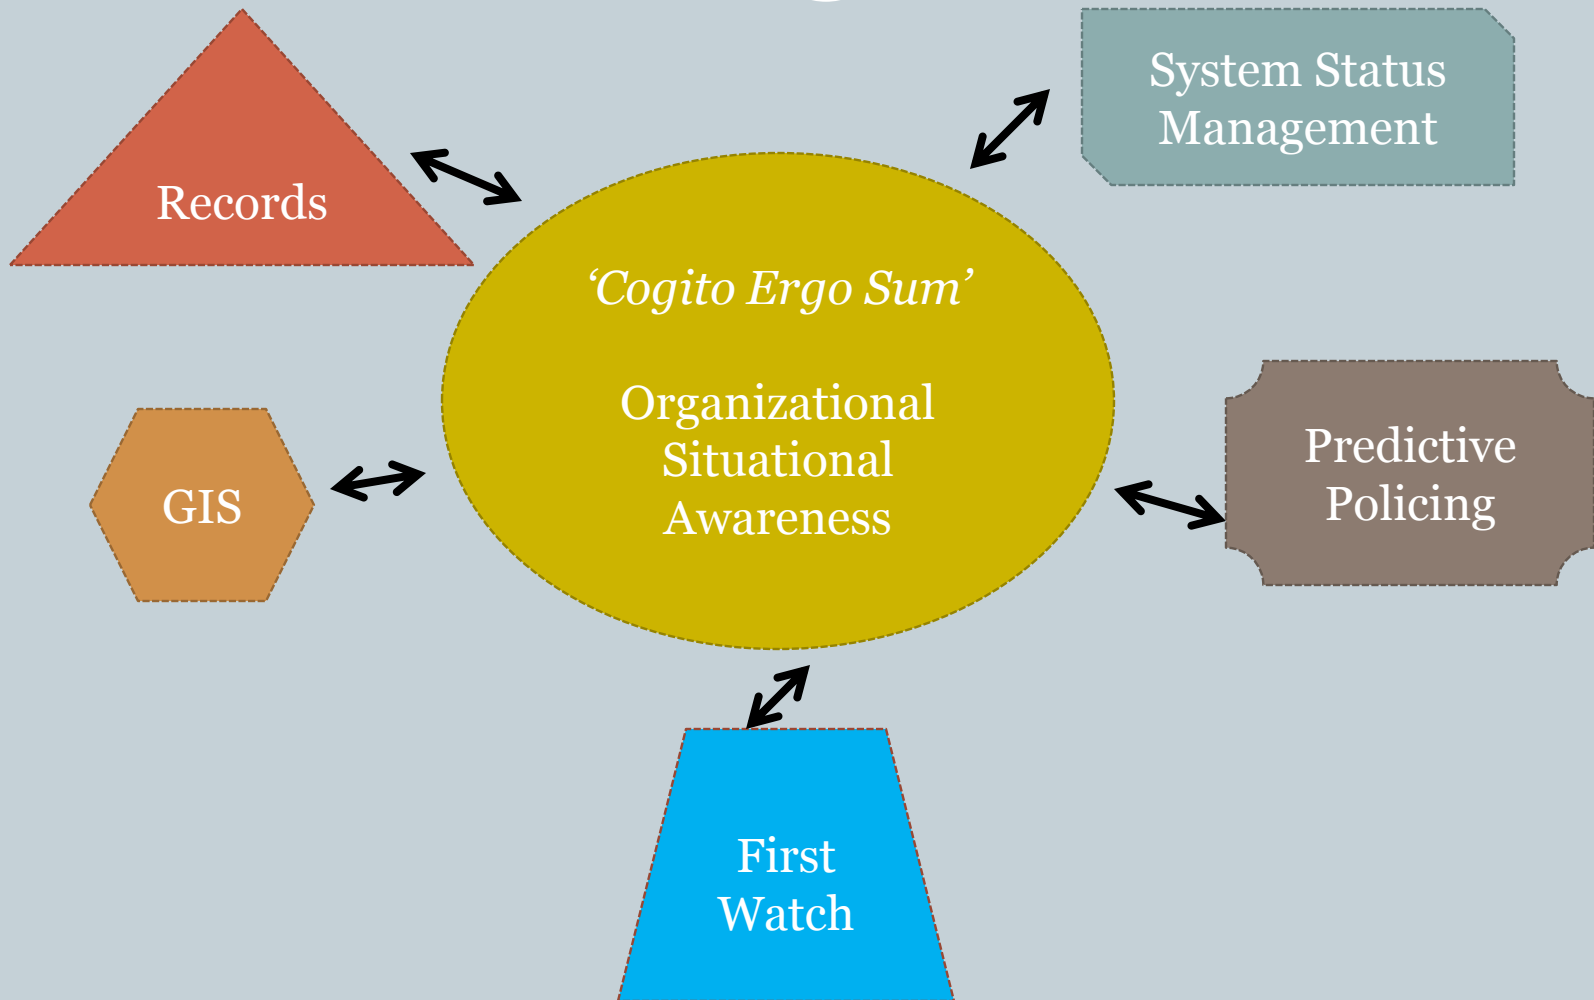 System Status
Management
Records
‘Cogito Ergo Sum’
Organizational
Situational
Awareness
Predictive
Policing
GIS
First
Watch